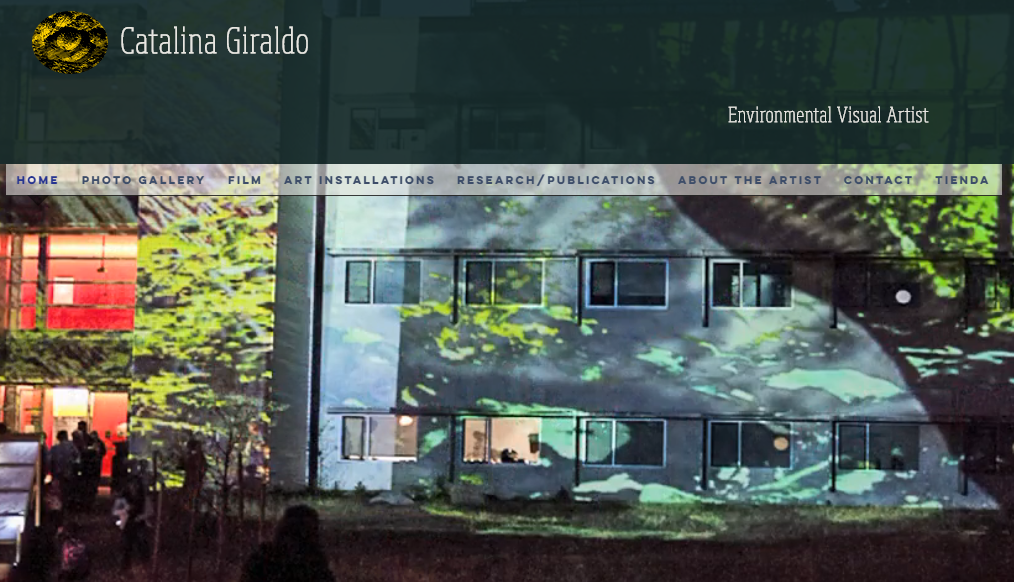 Catalina Giraldo
Environmental Visual Artist
HOME PHOTO GALLERY FILM ART INSTALLATIONS RESEARCH/PUBLICATIONS ABOUT THE ARTIST CONTACT TIENDA